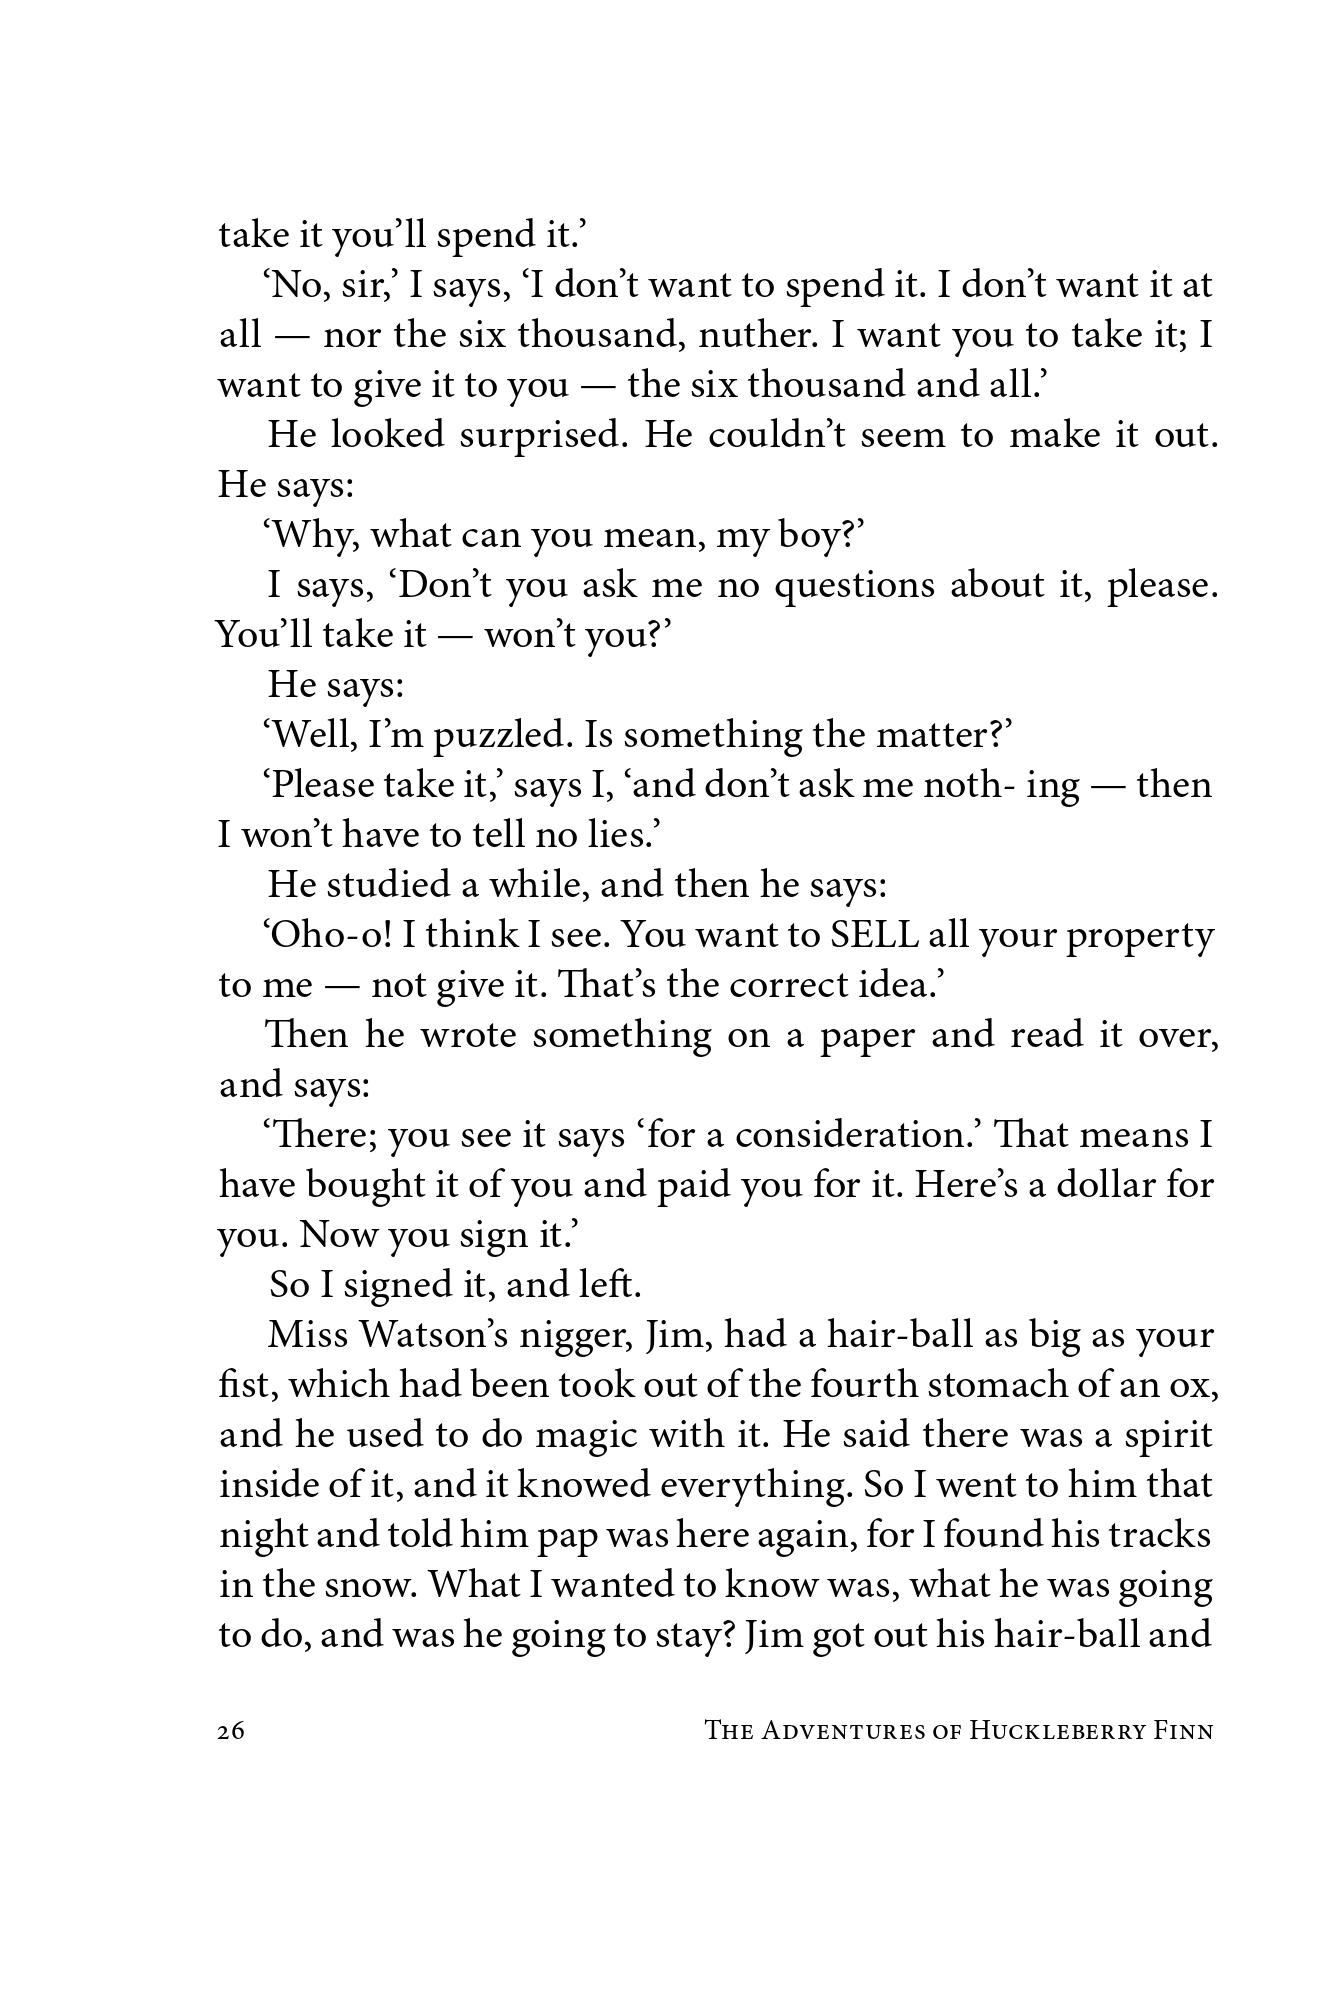 take it you’ll spend it.’
‘No, sir,’ I says, ‘I don’t want to spend it. I don’t want it at
all — nor the six thousand, nuther. I want you to take it; I
want to give it to you — the six thousand and all.’
He looked surprised. He couldn’t seem to make it out.
He says:
‘Why, what can you mean, my boy?’
I says, ‘Don’t you ask me no questions about it, please.
You’ll take it — won’t you?’
He says:
‘Well, I’m puzzled. Is something the matter?’
‘Please take it,’ says I, ‘and don’t ask me noth- ing — then
I won’t have to tell no lies.’
He studied a while, and then he says:
‘Oho-o! I think I see. You want to SELL all your property
to me — not give it. That’s the correct idea.’
Then he wrote something on a paper and read it over,
and says:
‘There; you see it says ‘for a consideration.’ That means I
have bought it of you and paid you for it. Here’s a dollar for
you. Now you sign it.’
So I signed it, and left.
Miss Watson’s nigger, Jim, had a hair-ball as big as your
fist, which had been took out of the fourth stomach of an ox,
and he used to do magic with it. He said there was a spirit
inside of it, and it knowed everything. So I went to him that
night and told him pap was here again, for I found his tracks
in the snow. What I wanted to know was, what he was going
to do, and was he going to stay? Jim got out his hair-ball and
26 The Adventures of Huckleberry Finn